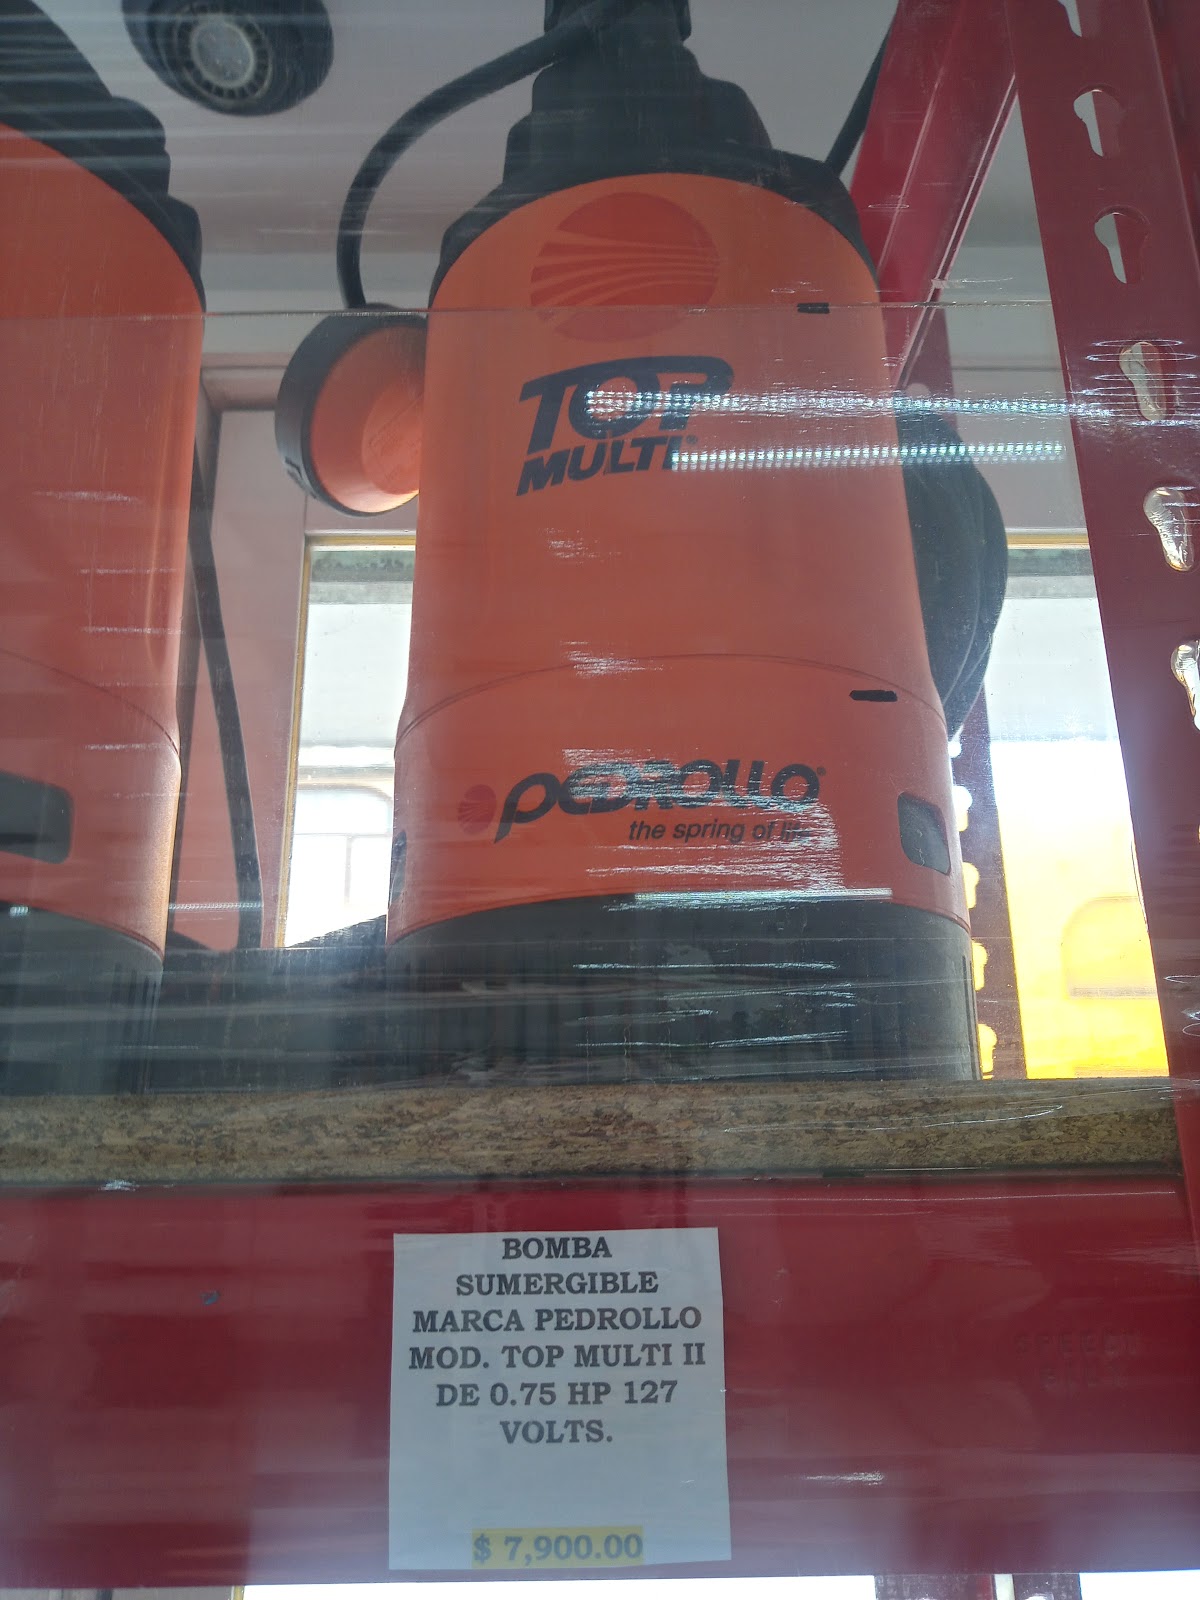 TOP
MULTI®
PEDROLLO®
the spring of life
BOMBA
SUMERGIBLE
MARCA PEDROLLO
MOD. TOP MULTI II
DE 0.75 HP 127
VOLTS.
$ 7,900.00